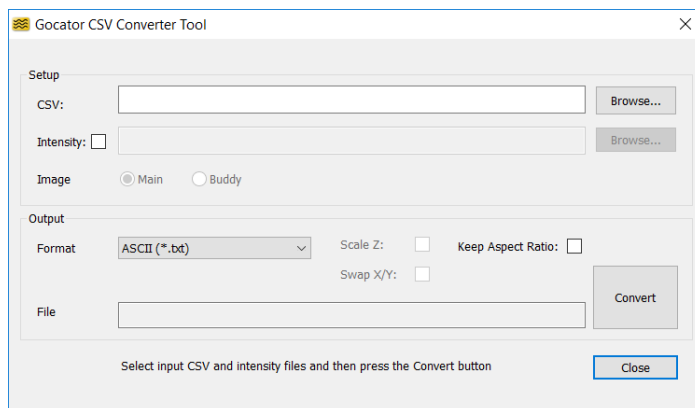 Gocator CSV Converter Tool
Setup
CSV:
Browse...
Intensity:
Browse...
Image
Main
Buddy
Output
Format
ASCII (*.txt)
Scale Z:
Keep Aspect Ratio:
Swap X/Y:
Convert
File
Select input CSV and intensity files and then press the Convert button
Close